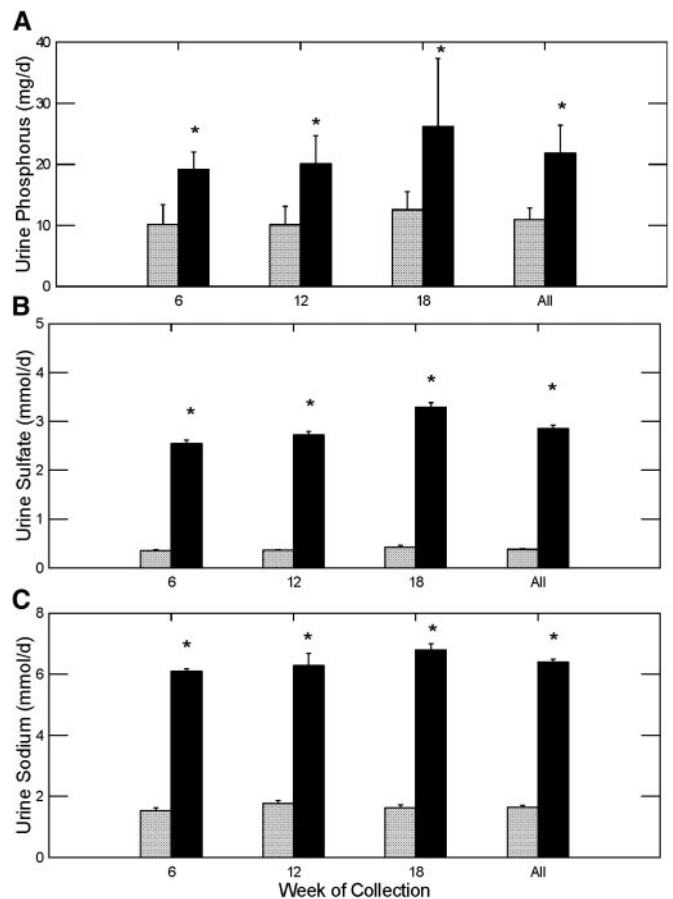 A
Urine Phosphorus (mg/d)
40
30
20
10
0
* * * *
6 12 18 All
B
Urine Sulfate (mmol/d)
5
4
3
2
1
0
* * * *
6 12 18 All
C
Urine Sodium (mmol/d)
8
6
4
2
0
* * * *
6 12 18 All
Week of Collection